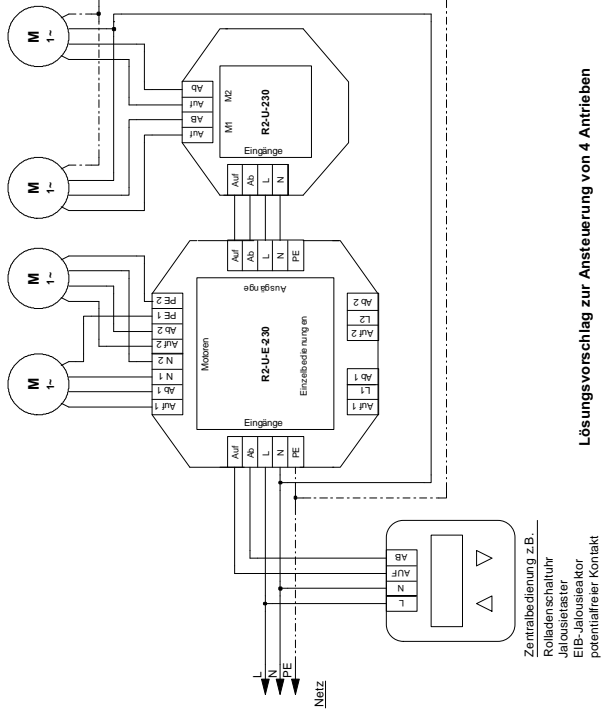 M
1~
M
1~
M
1~
M
1~
Auf 1
Ab 1
N 1
N 2
Auf 2
Ab 2
PE 1
PE 2
Motoren
R2-U-E-230
Einzelbedienungen
Eingänge
Ausgänge
Auf
Ab
L
N
PE
Auf
Ab
L
N
PE
Auf 1
L1
Ab 1
Auf 2
L2
Ab 2
Auf
AB
Auf
Ab
M1
M2
R2-U-230
Eingänge
Auf
Ab
L
N
L
N
PE
Netz
L
N
AUF
AB
Zentralbedienung z.B.
Rolladenschaltuhr
Jalousietaster
EIB-Jalousieaktor
potentialfreier Kontakt
Lösungsvorschlag zur Ansteuerung von 4 Antrieben